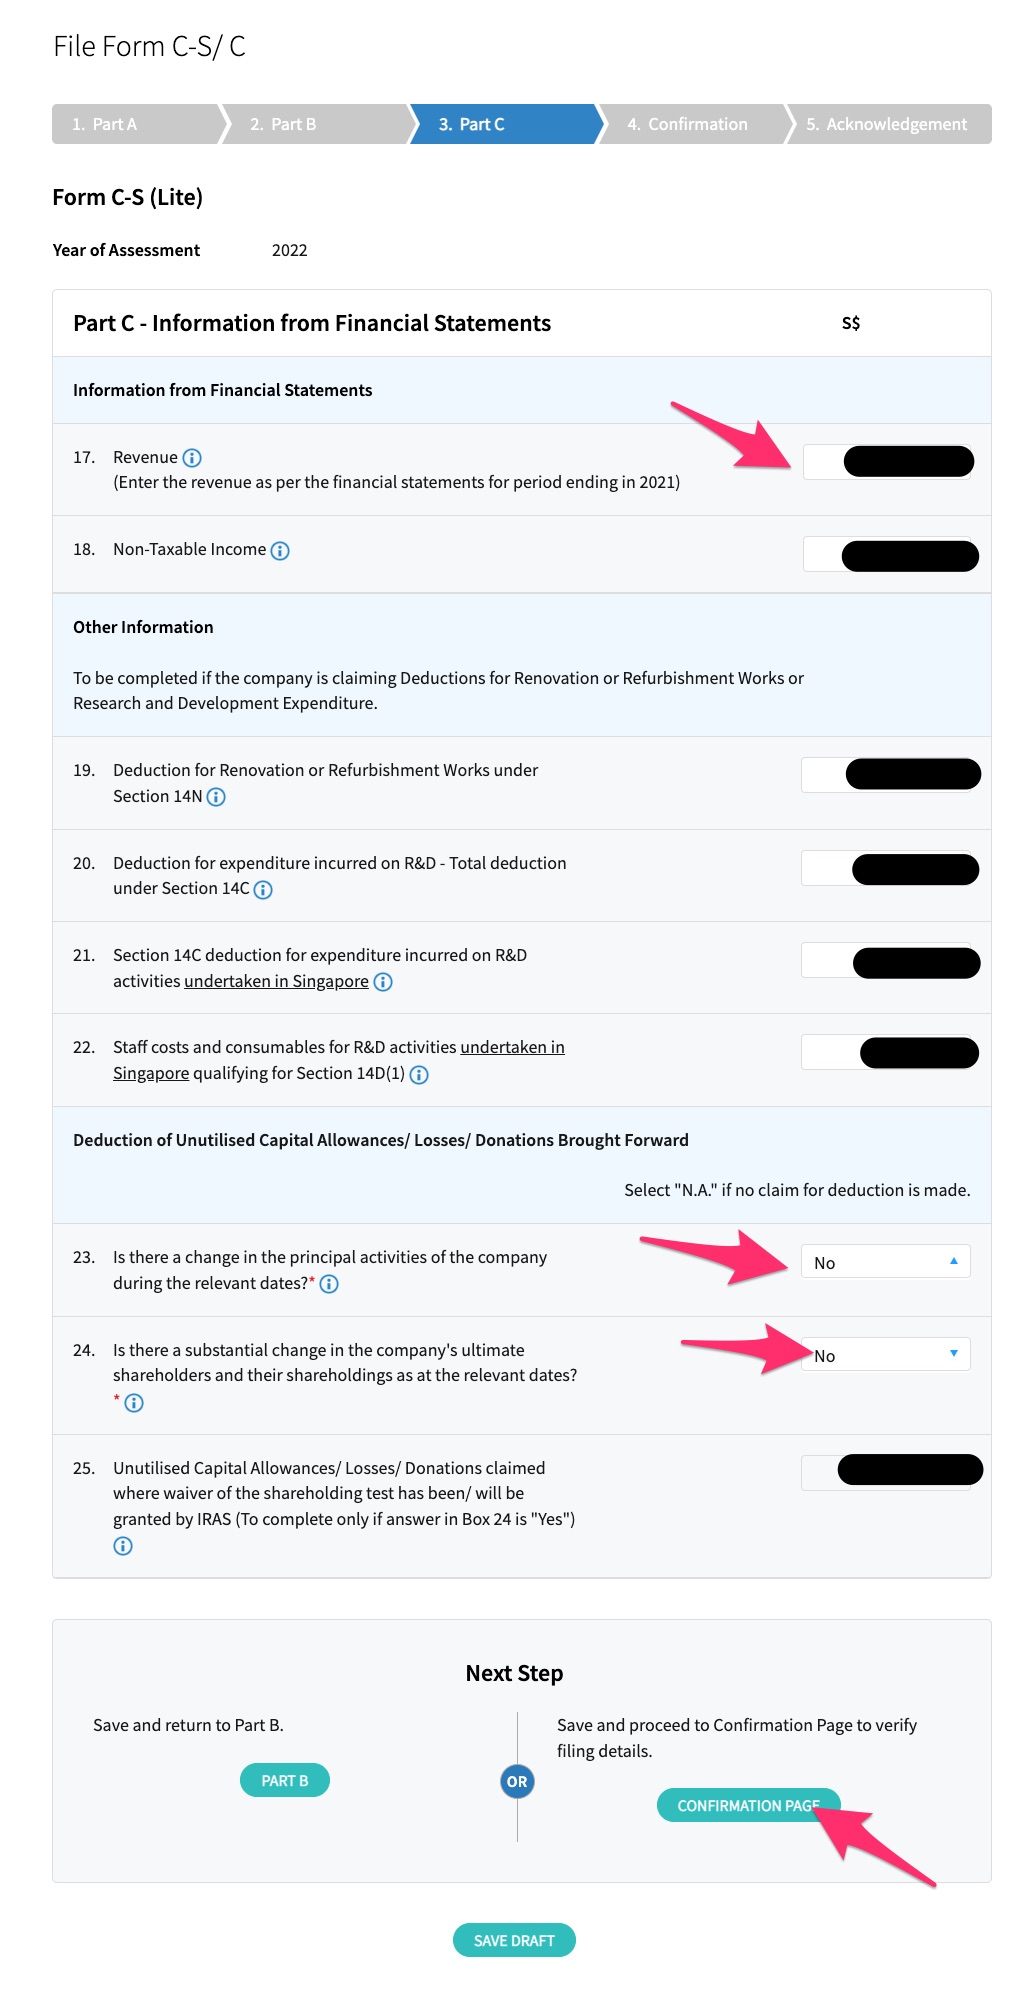 File Form C-S/ C
1. Part A
2. Part B
3. Part C
4. Confirmation
5. Acknowledgement
Form C-S (Lite)
Year of Assessment 2022
Part C - Information from Financial Statements S$
Information from Financial Statements
17. Revenue
(Enter the revenue as per the financial statements for period ending in 2021)
18. Non-Taxable Income
Other Information
To be completed if the company is claiming Deductions for Renovation or Refurbishment Works or
Research and Development Expenditure.
19. Deduction for Renovation or Refurbishment Works under
Section 14N
20. Deduction for expenditure incurred on R&D - Total deduction
under Section 14C
21. Section 14C deduction for expenditure incurred on R&D
activities undertaken in Singapore
22. Staff costs and consumables for R&D activities undertaken in
Singapore qualifying for Section 14D(1)
Deduction of Unutilised Capital Allowances/ Losses/ Donations Brought Forward
Select "N.A." if no claim for deduction is made.
23. Is there a change in the principal activities of the company
during the relevant dates?*
No
24. Is there a substantial change in the company's ultimate
shareholders and their shareholdings as at the relevant dates?
*
No
25. Unutilised Capital Allowances/ Losses/ Donations claimed
where waiver of the shareholding test has been/ will be
granted by IRAS (To complete only if answer in Box 24 is "Yes")
Next Step
Save and return to Part B.
PART B
OR
Save and proceed to Confirmation Page to verify
filing details.
CONFIRMATION PAGE
SAVE DRAFT